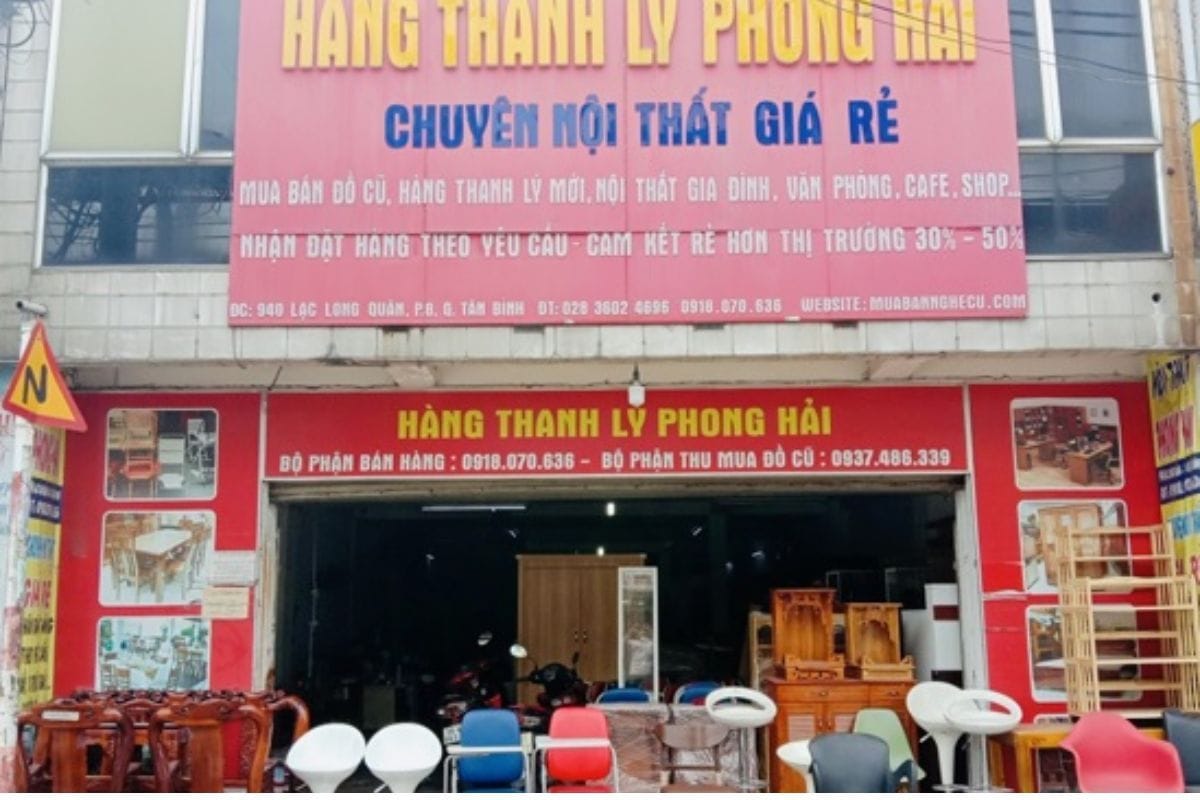 HÀNG THANH LÝ PHONG HẢI
CHUYÊN NỘI THẤT GIÁ RẺ
MUA BÁN ĐỒ CŨ, HÀNG THANH LÝ MỚI, NỘI THẤT GIA ĐÌNH, VĂN PHÒNG, CAFE, SHOP...
NHẬN ĐẶT HÀNG THEO YÊU CẦU - CAM KẾT RẺ HƠN THỊ TRƯỜNG 30% - 50%
ĐC: 940 LẠC LONG QUÂN, P.8, Q. TÂN BÌNH ĐT: 028 3602 4696 0918.070.636 WEBSITE: MUABANNGHECU.COM
N
HÀNG THANH LÝ PHONG HẢI
BỘ PHẬN BÁN HÀNG : 0918.070.636 - BỘ PHẬN THU MUA ĐỒ CŨ : 0937.486.339